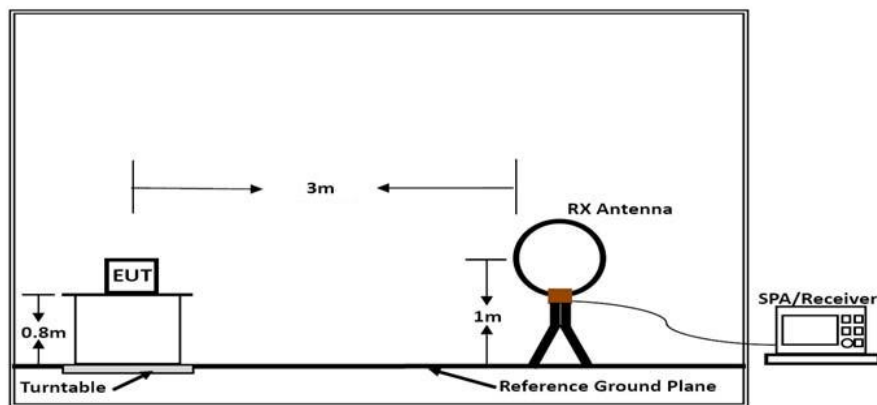 3m
RX Antenna
EUT
SPA/Receiver
0.8m
1m
Turntable
Reference Ground Plane